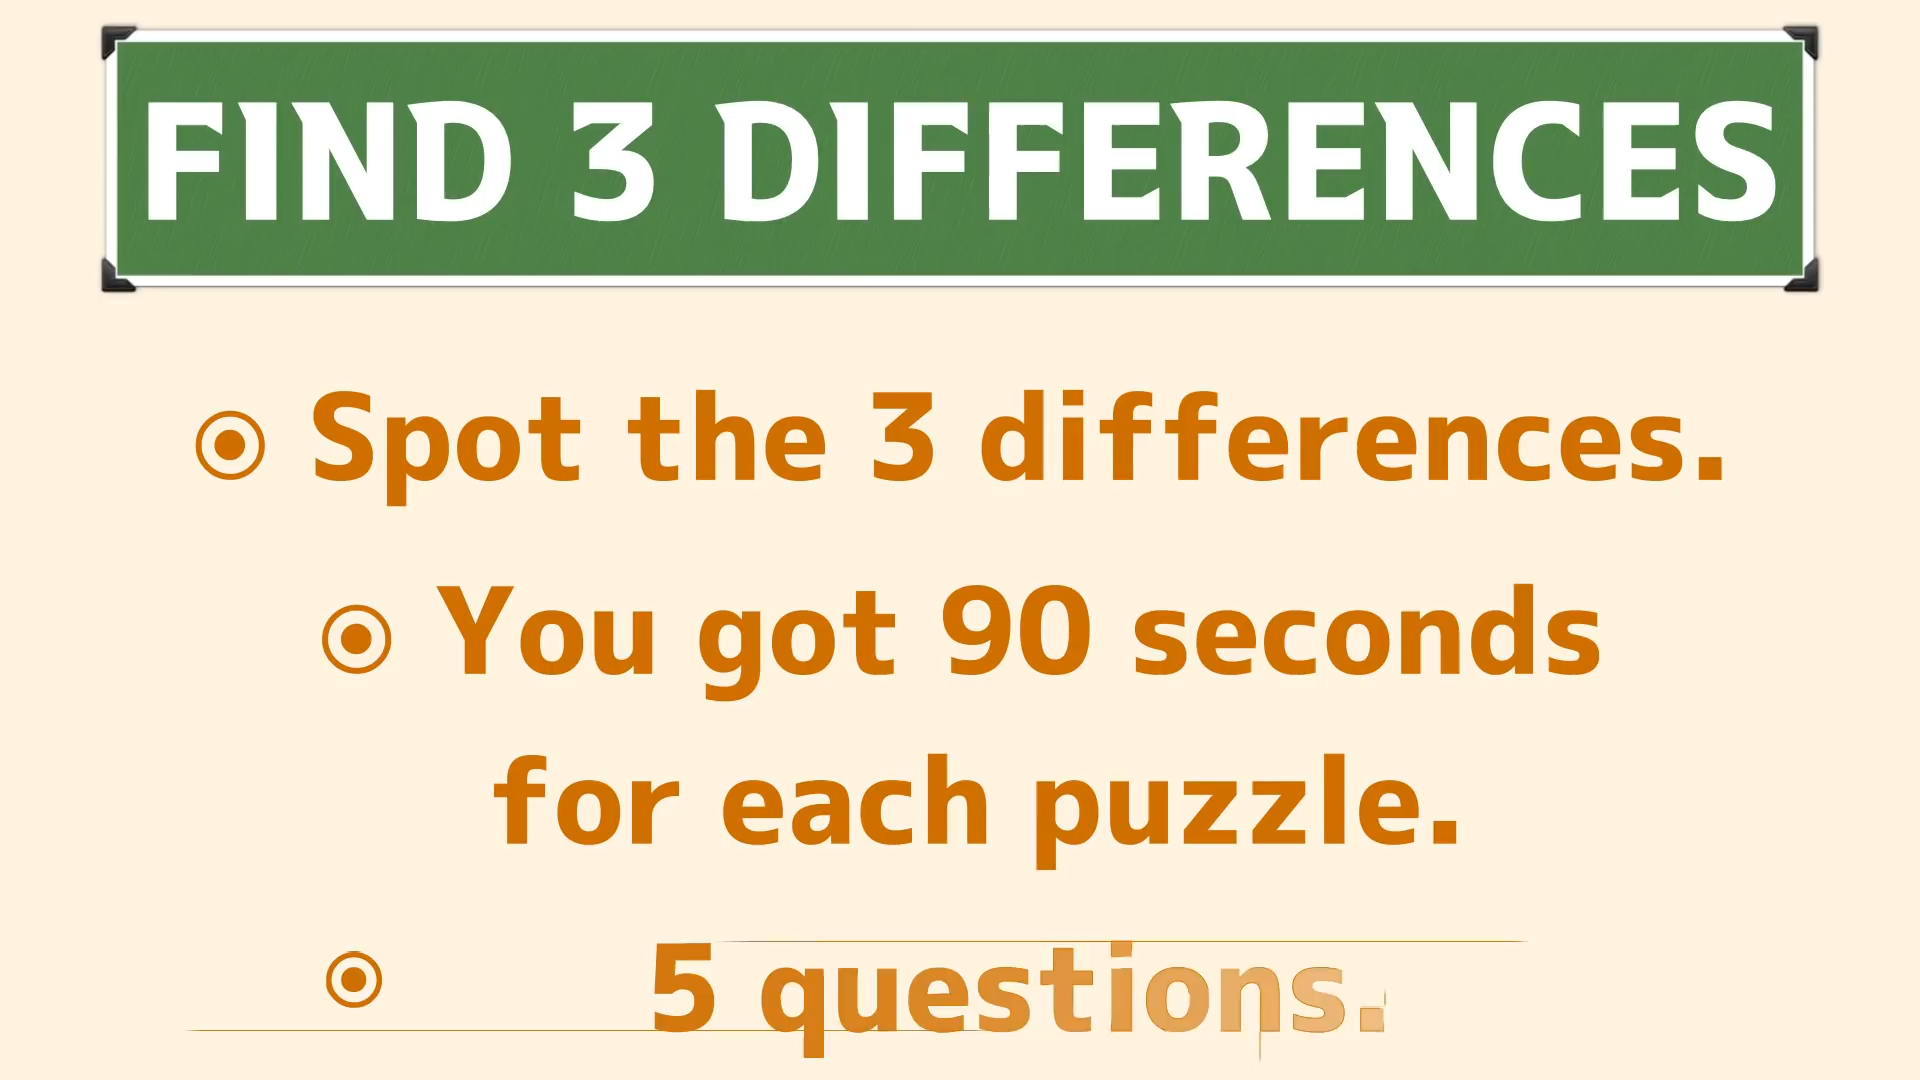 FIND 3 DIFFERENCES
⦿ Spot the 3 differences.
⦿ You got 90 seconds
for each puzzle.
⦿ 5 questions.